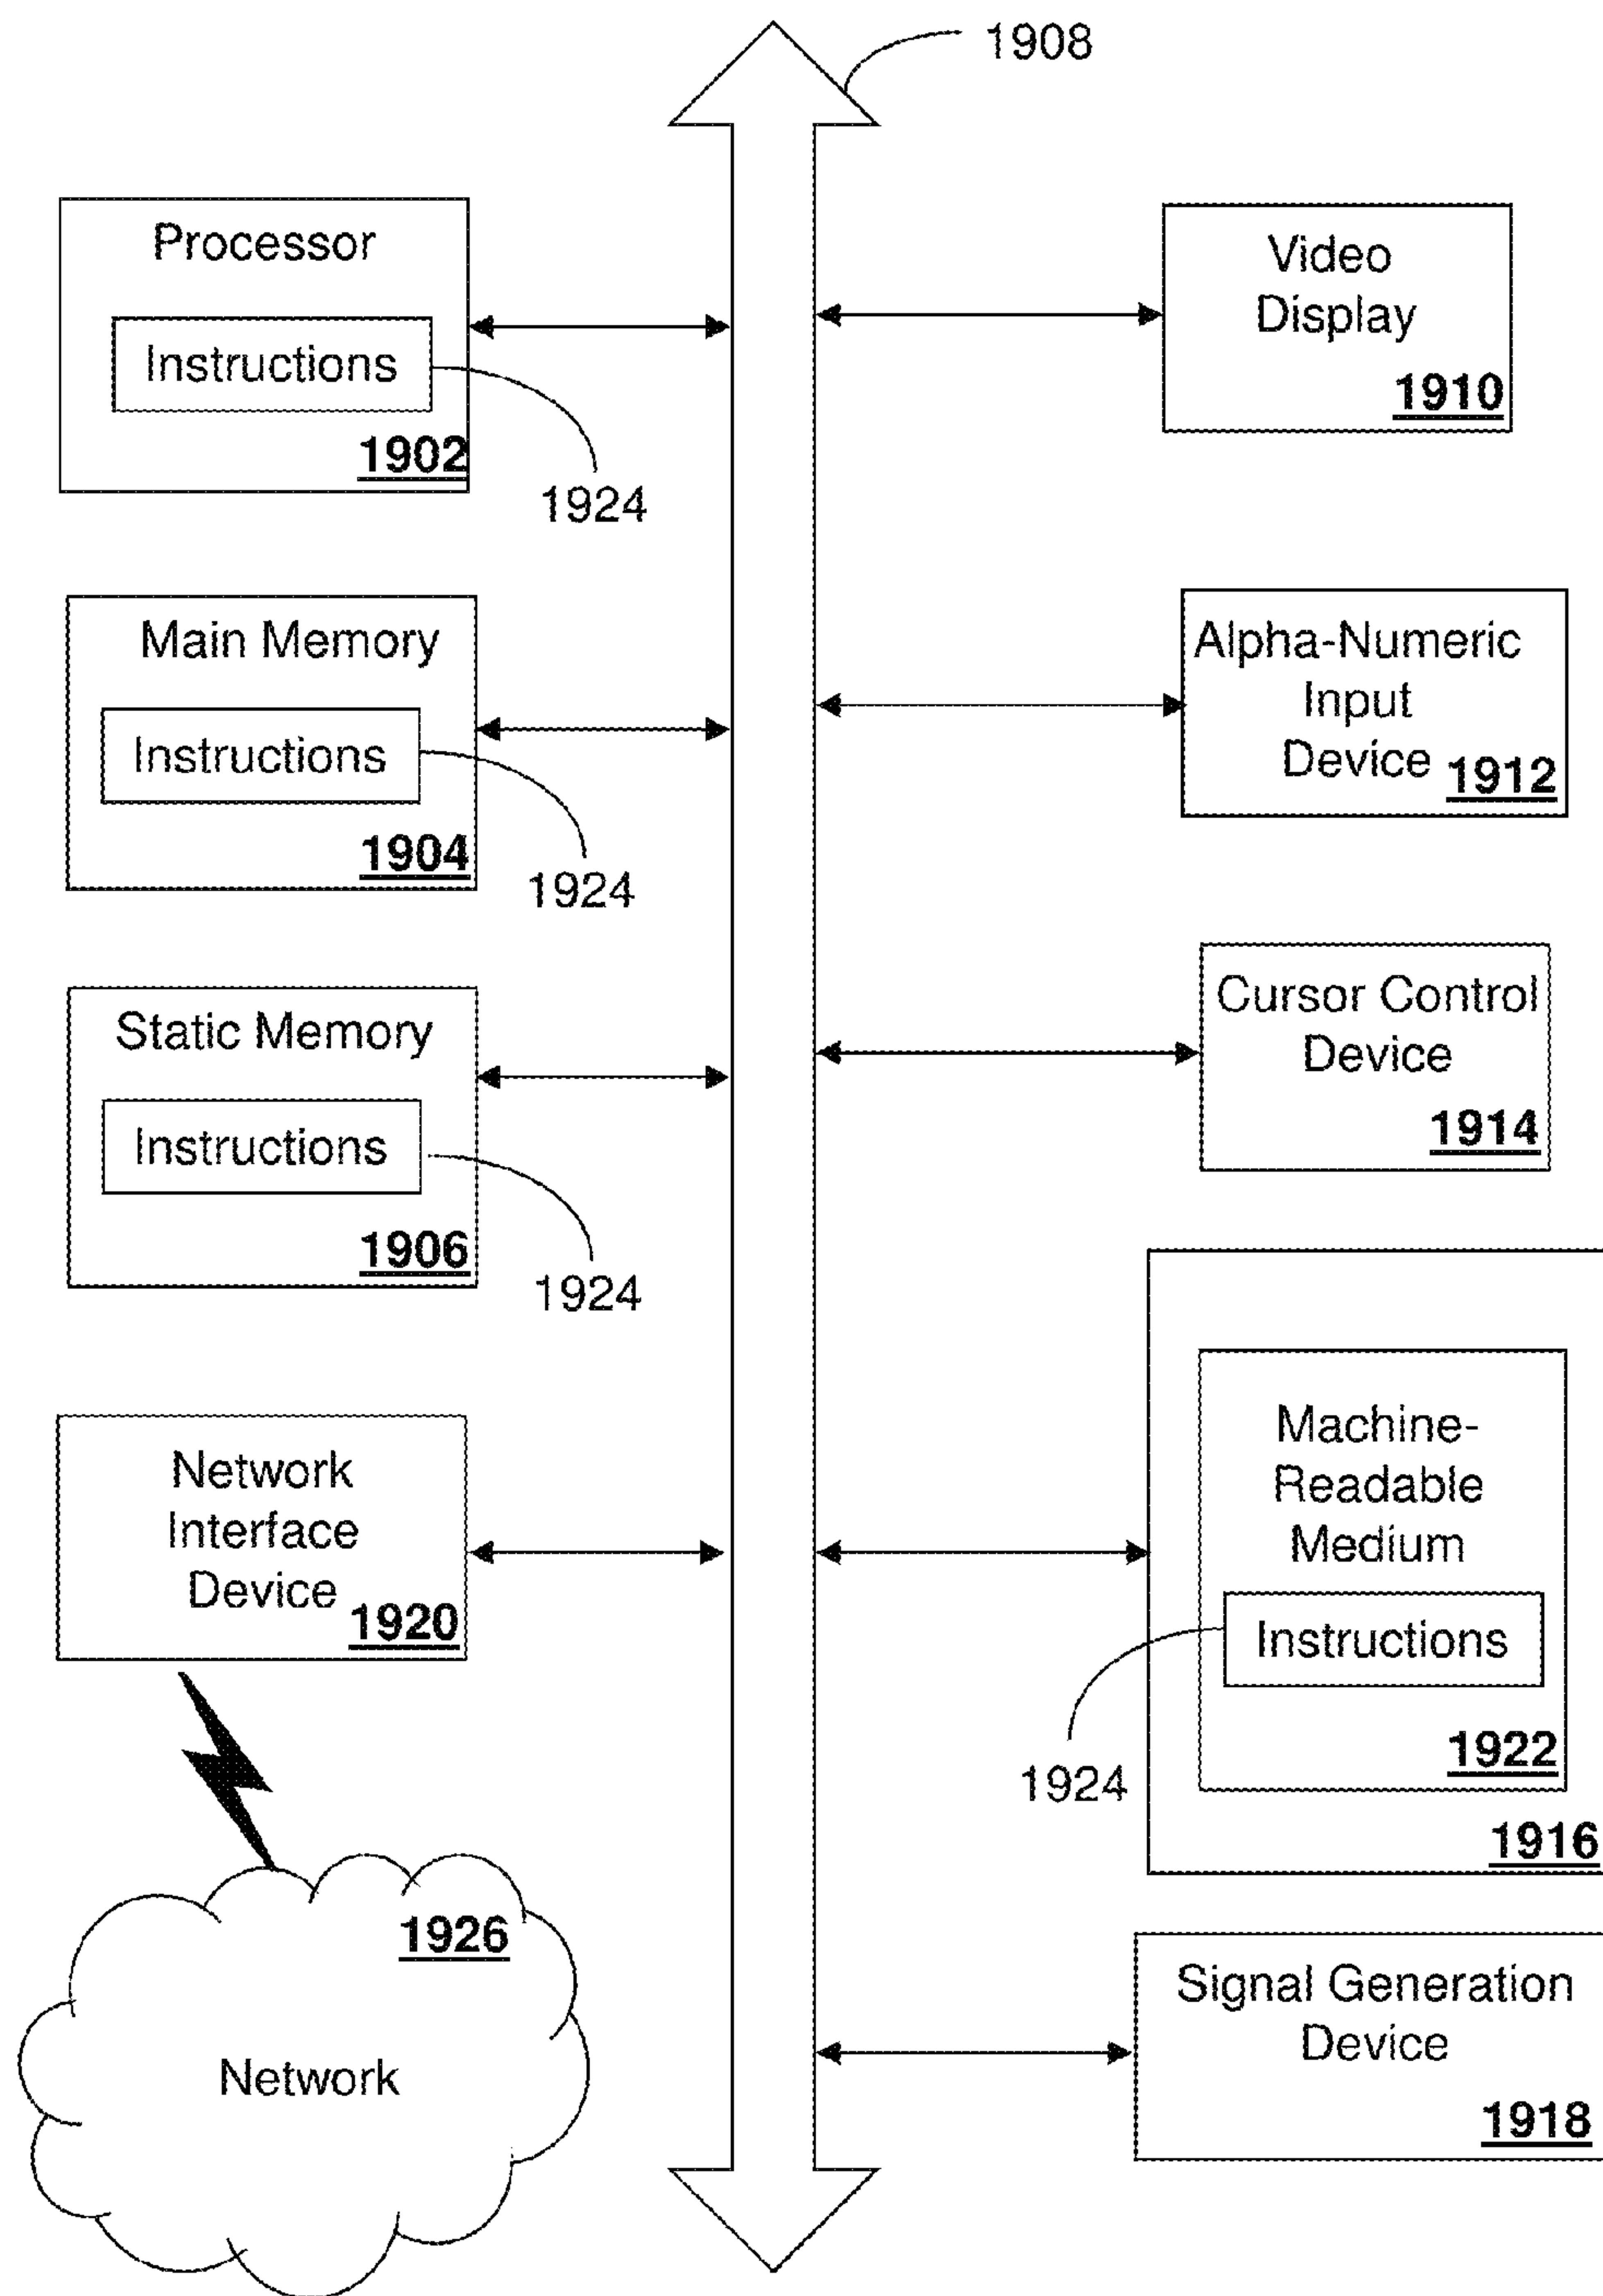 1908
Processor
Instructions
1902
1924
Main Memory
Instructions
1904
1924
Static Memory
Instructions
1906
1924
Network
Interface
Device
1920
1926
Network
Video
Display
1910
Alpha-Numeric
Input
Device
1912
Cursor Control
Device
1914
Machine-
Readable
Medium
Instructions
1922
1924
1916
Signal Generation
Device
1918